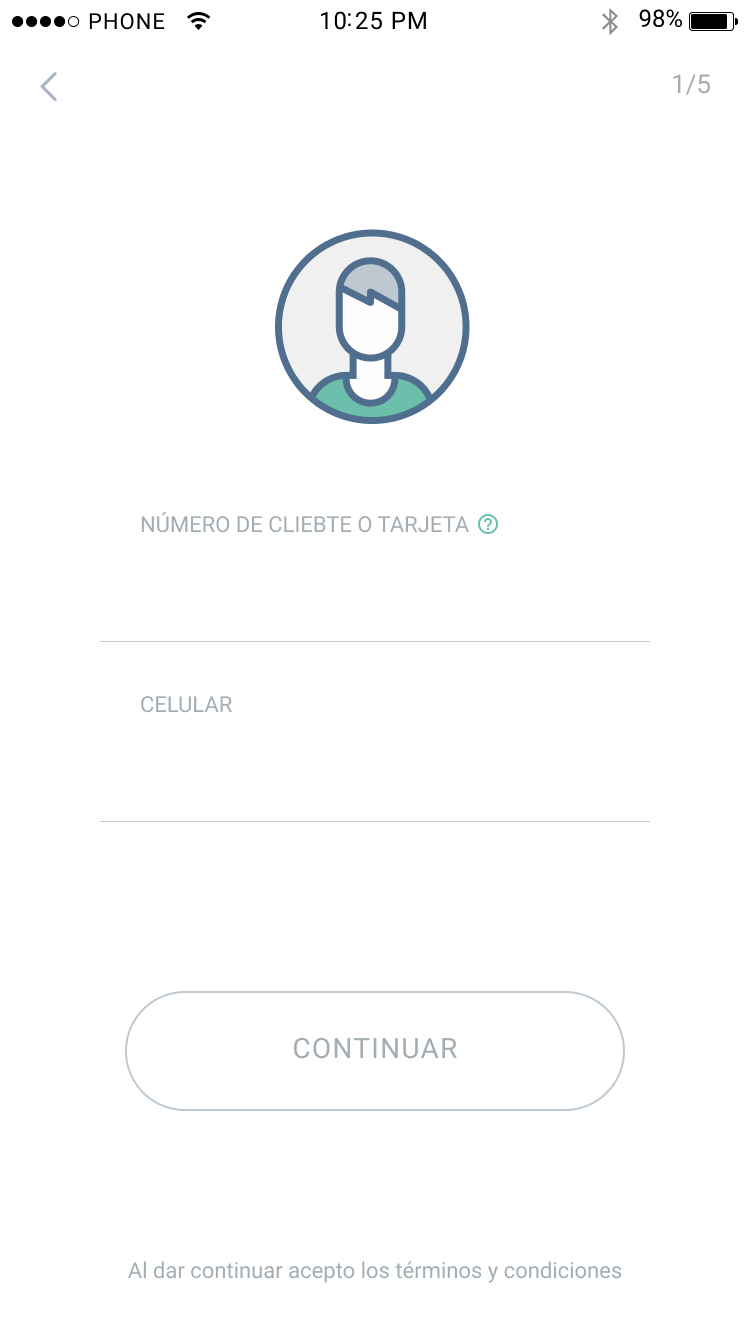 PHONE 10:25 PM 98%
1/5
NÚMERO DE CLIEBTE O TARJETA ?
CELULAR
CONTINUAR
Al dar continuar acepto los términos y condiciones